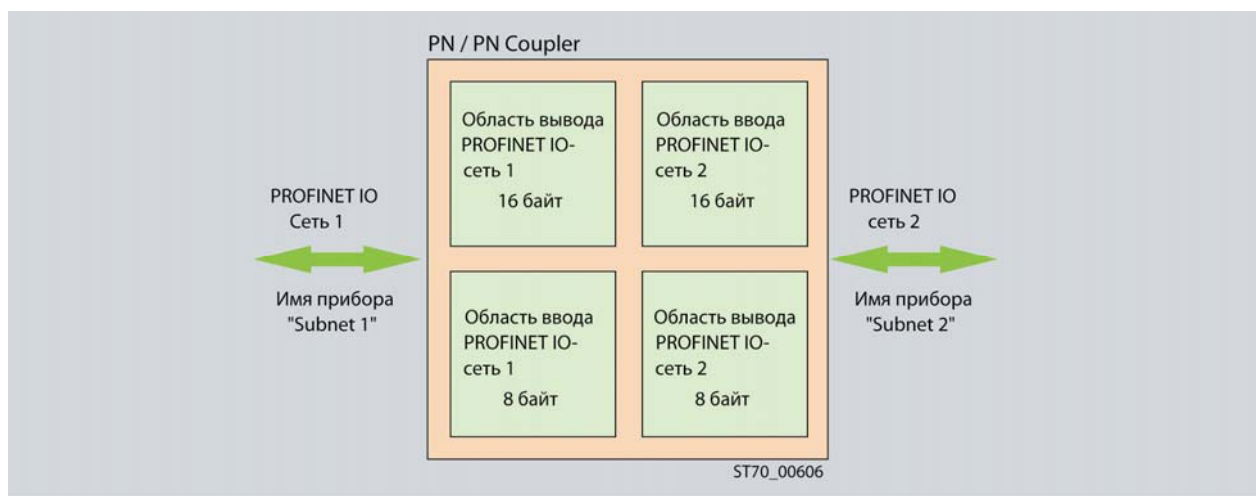 PN / PN Coupler
Область вывода
PROFINET IO-
сеть 1
16 байт
Область ввода
PROFINET IO-
сеть 2
16 байт
PROFINET IO
Сеть 1
Имя прибора
"Subnet 1"
PROFINET IO
сеть 2
Имя прибора
"Subnet 2"
Область ввода
PROFINET IO-
сеть 1
8 байт
Область вывода
PROFINET IO-
сеть 2
8 байт
ST70_00606